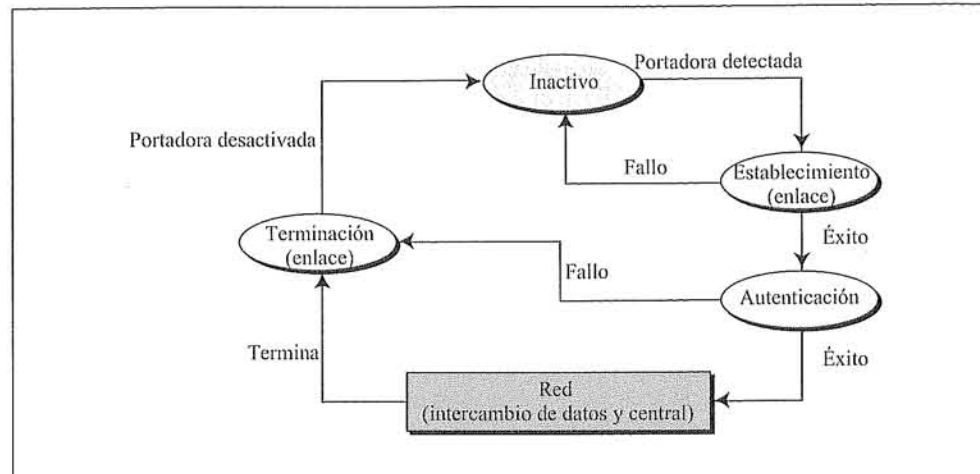 Portadora detectada
Inactivo
Portadora desactivada
Fallo
Establecimiento
(enlace)
Éxito
Terminación
(enlace)
Fallo
Autenticación
Termina
Éxito
Red
(intercambio de datos y central)